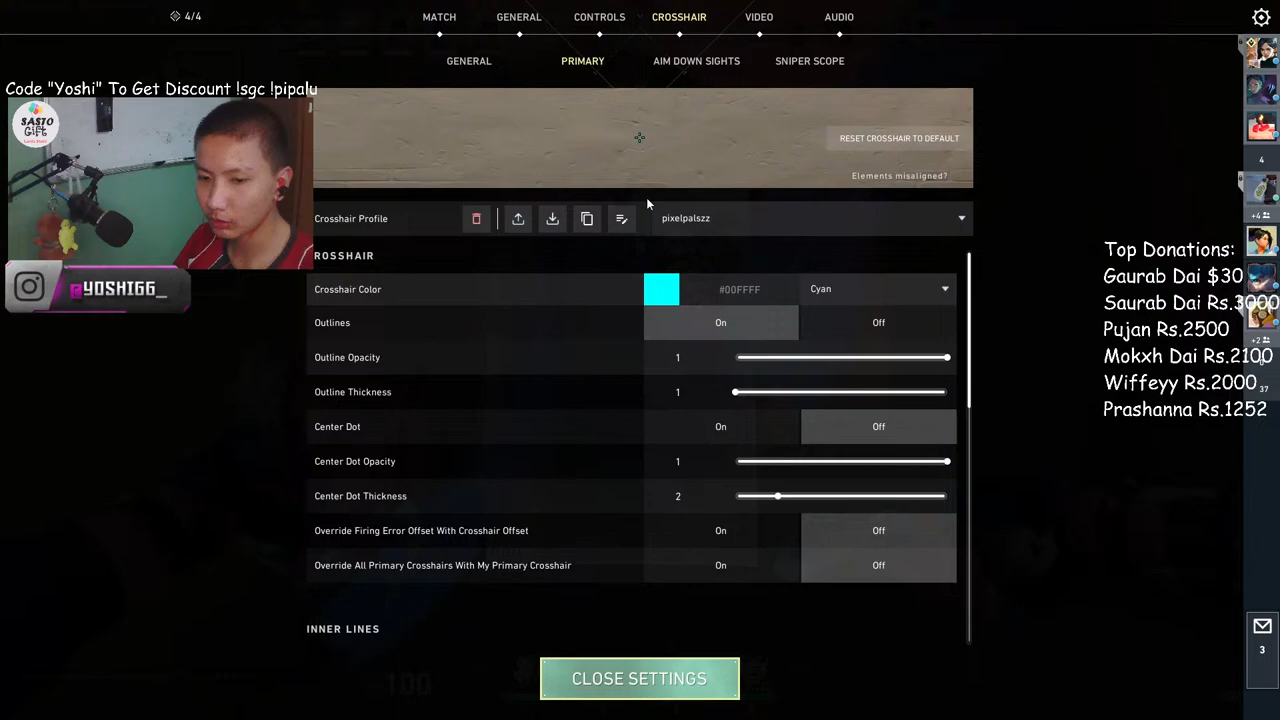 4/4
MATCH GENERAL CONTROLS CROSSHAIR VIDEO AUDIO
GENERAL PRIMARY AIM DOWN SIGHTS SNIPER SCOPE
Code "Yoshi" To Get Discount !sgc !pipalu
SASTO
Gift
RESET CROSSHAIR TO DEFAULT
Elements misaligned?
Crosshair Profile pixelpalszz
ROSSHAIR
Crosshair Color #00FFFF Cyan
Outlines On Off
Outline Opacity 1
Outline Thickness 1
Center Dot On Off
Center Dot Opacity 1
Center Dot Thickness 2
Override Firing Error Offset With Crosshair Offset On Off
Override All Primary Crosshairs With My Primary Crosshair On Off
INNER LINES
CLOSE SETTINGS
@YOSHIGG_
Top Donations:
Gaurab Dai $30
Saurab Dai Rs.3000
Pujan Rs.2500
Mokxh Dai Rs.2100
Wiffeyy Rs.2000
Prashanna Rs.1252
4
+4
+2
37
3
100